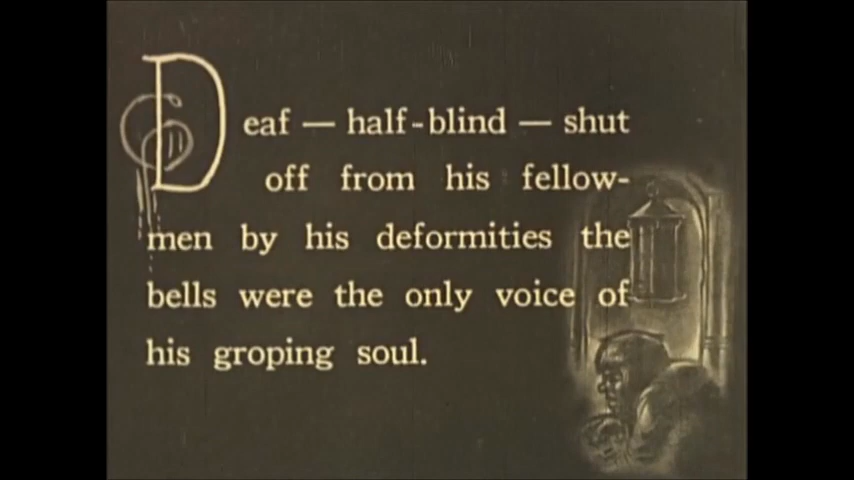 Deaf — half-blind — shut
off from his fellow-
men by his deformities the
bells were the only voice of
his groping soul.